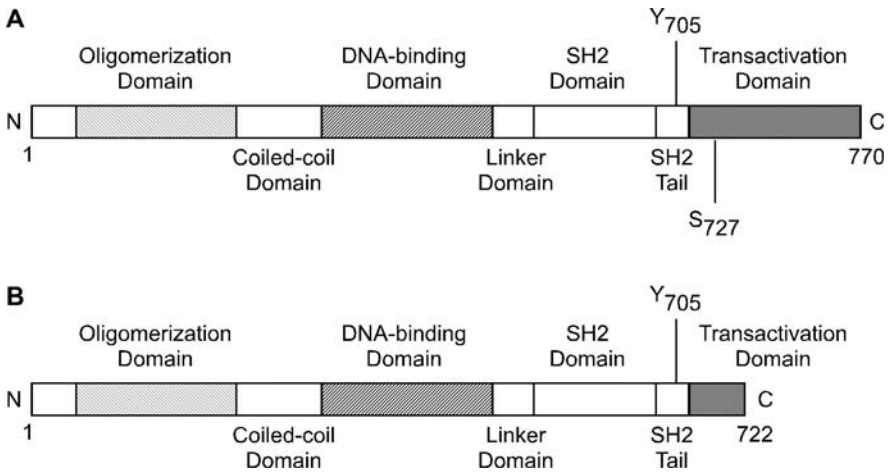 A
Y705
Oligomerization Domain
DNA-binding Domain
SH2 Domain
Transactivation Domain
N
C
1
Coiled-coil Domain
Linker Domain
SH2 Tail
770
S727
B
Y705
Oligomerization Domain
DNA-binding Domain
SH2 Domain
Transactivation Domain
N
C
1
Coiled-coil Domain
Linker Domain
SH2 Tail
722